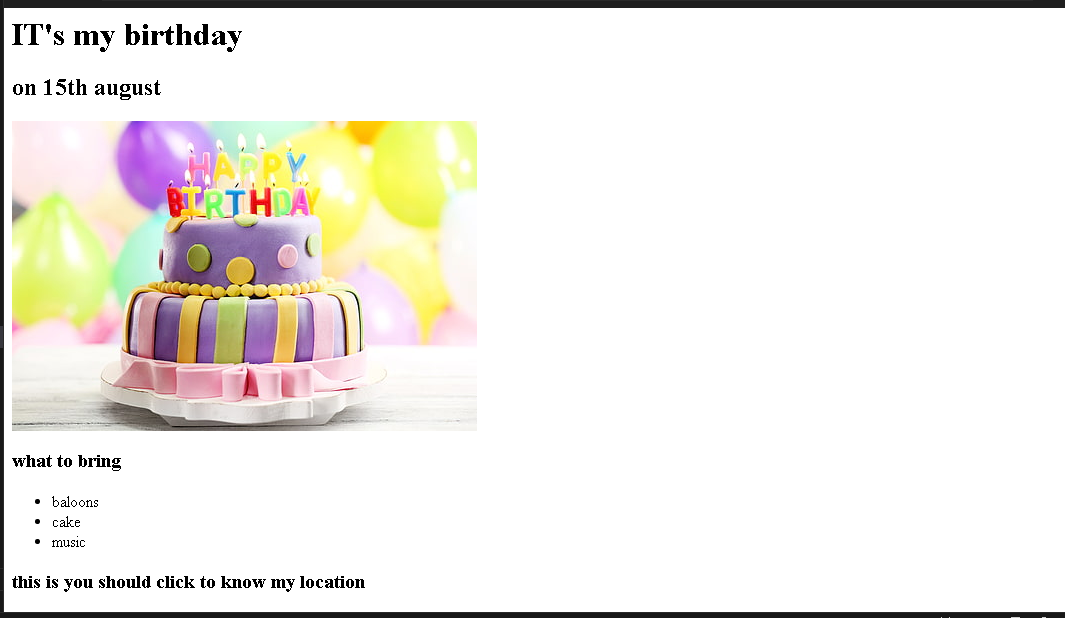 IT's my birthday
on 15th august
HAPPY
BIRTHDAY
what to bring
baloons
cake
music
this is you should click to know my location